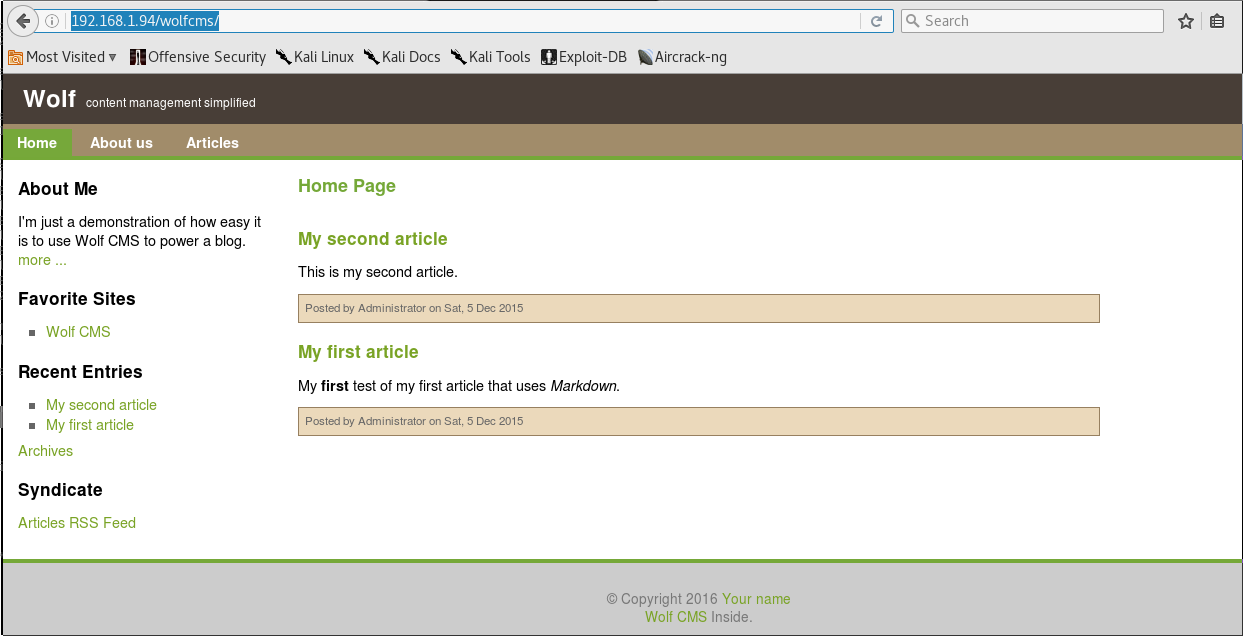 192.168.1.94/wolfcms/
Search
Most Visited
Offensive Security
Kali Linux
Kali Docs
Kali Tools
Exploit-DB
Aircrack-ng
Wolf content management simplified
Home About us Articles
About Me
I'm just a demonstration of how easy it
is to use Wolf CMS to power a blog.
more ...
Favorite Sites
Wolf CMS
Recent Entries
My second article
My first article
Archives
Syndicate
Articles RSS Feed
Home Page
My second article
This is my second article.
Posted by Administrator on Sat, 5 Dec 2015
My first article
My first test of my first article that uses Markdown.
Posted by Administrator on Sat, 5 Dec 2015
© Copyright 2016 Your name
Wolf CMS Inside.